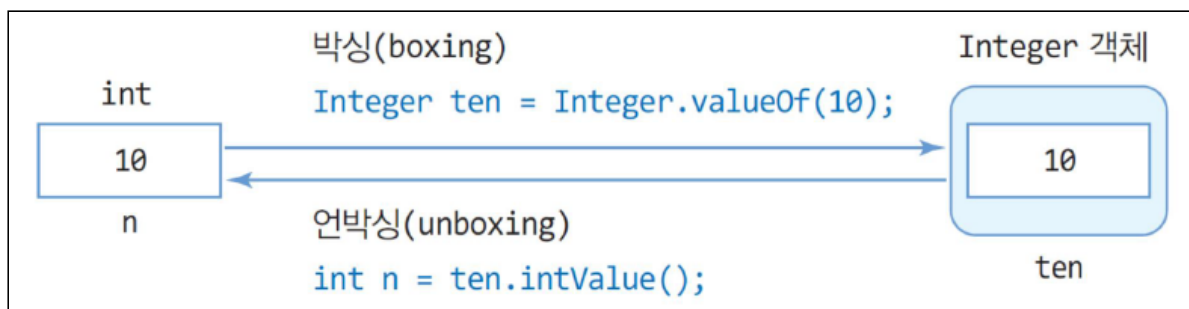 박싱(boxing)
Integer 객체
int
Integer ten = Integer.valueOf(10);
10
10
n
언박싱(unboxing)
ten
int n = ten.intValue();